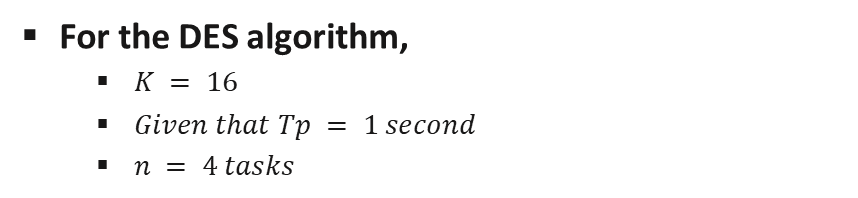 ▪ For the DES algorithm,
▪ K = 16
▪ Given that Tp = 1 second
▪ n = 4 tasks